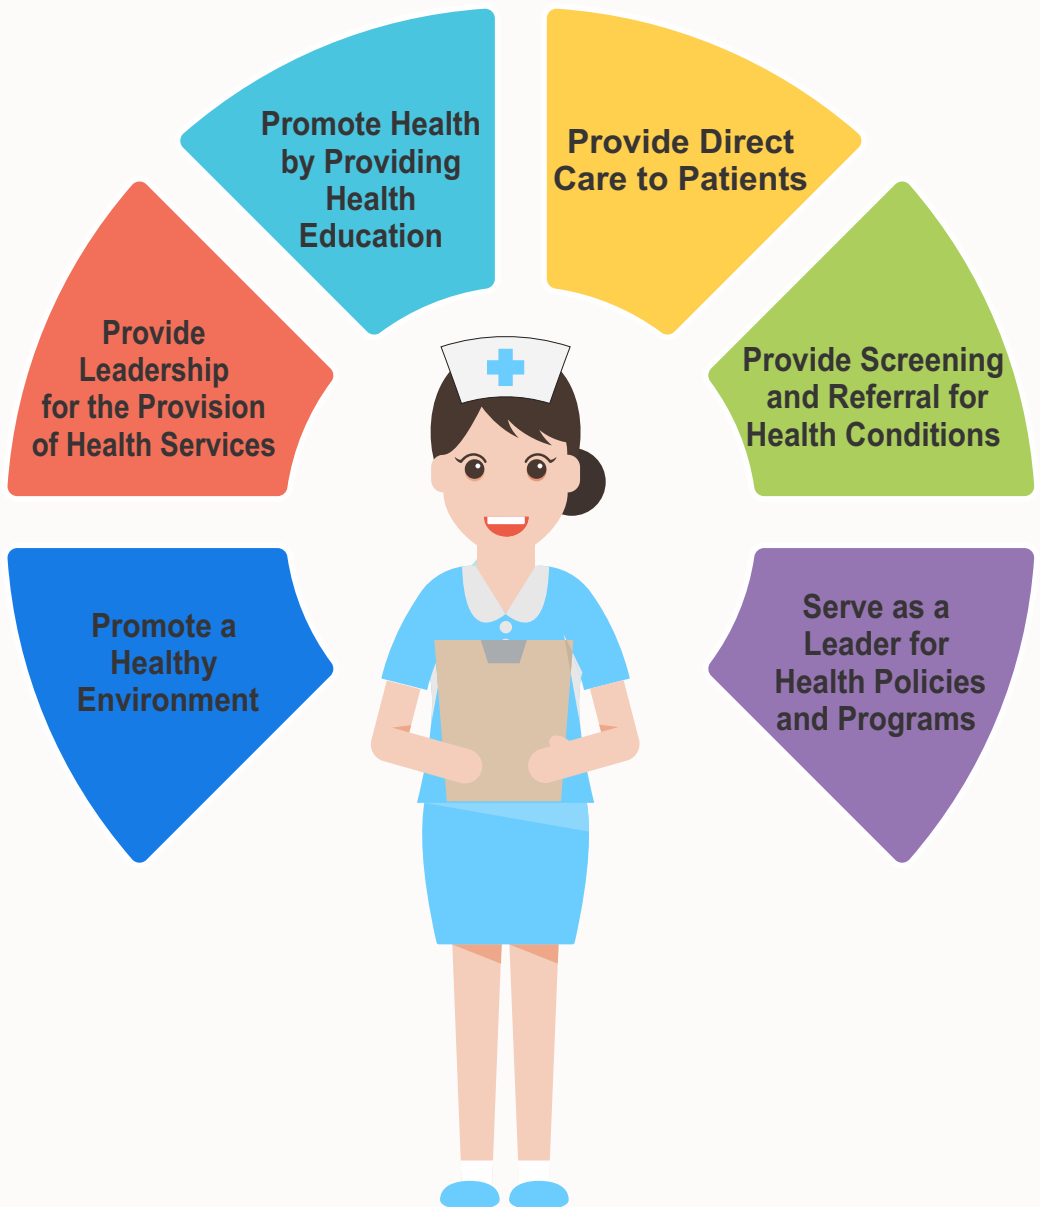 Promote Health
by Providing
Health
Education
Provide Direct
Care to Patients
Provide
Leadership
for the Provision
of Health Services
Provide Screening
and Referral for
Health Conditions
Promote a
Healthy
Environment
Serve as a
Leader for
Health Policies
and Programs